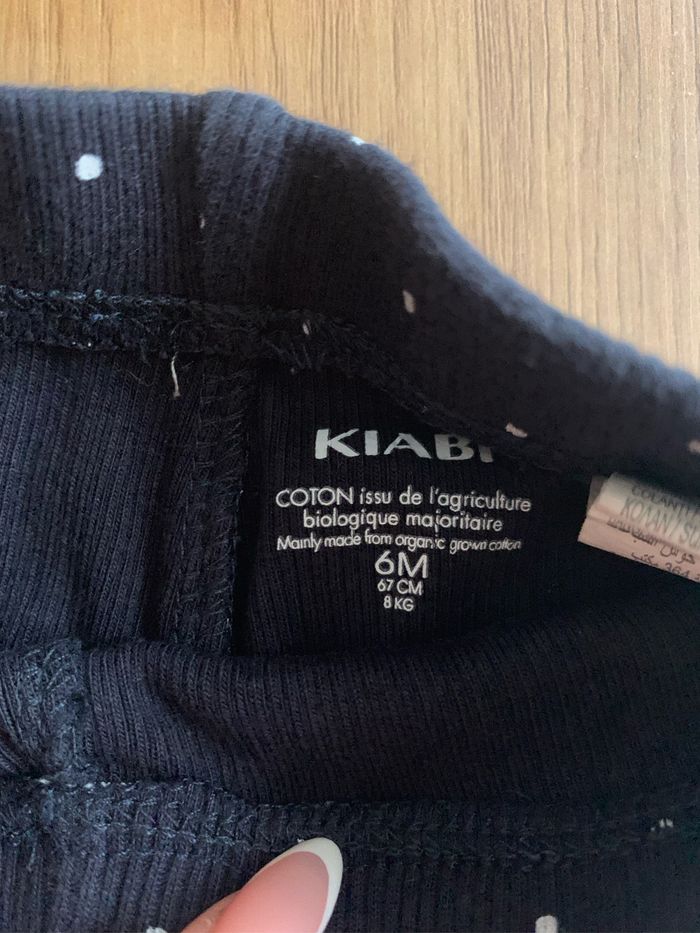 KIABI
COTON issu de l'agriculture
biologique majoritaire
Mainly made from organic grown cotton
6M
67 CM
8 KG